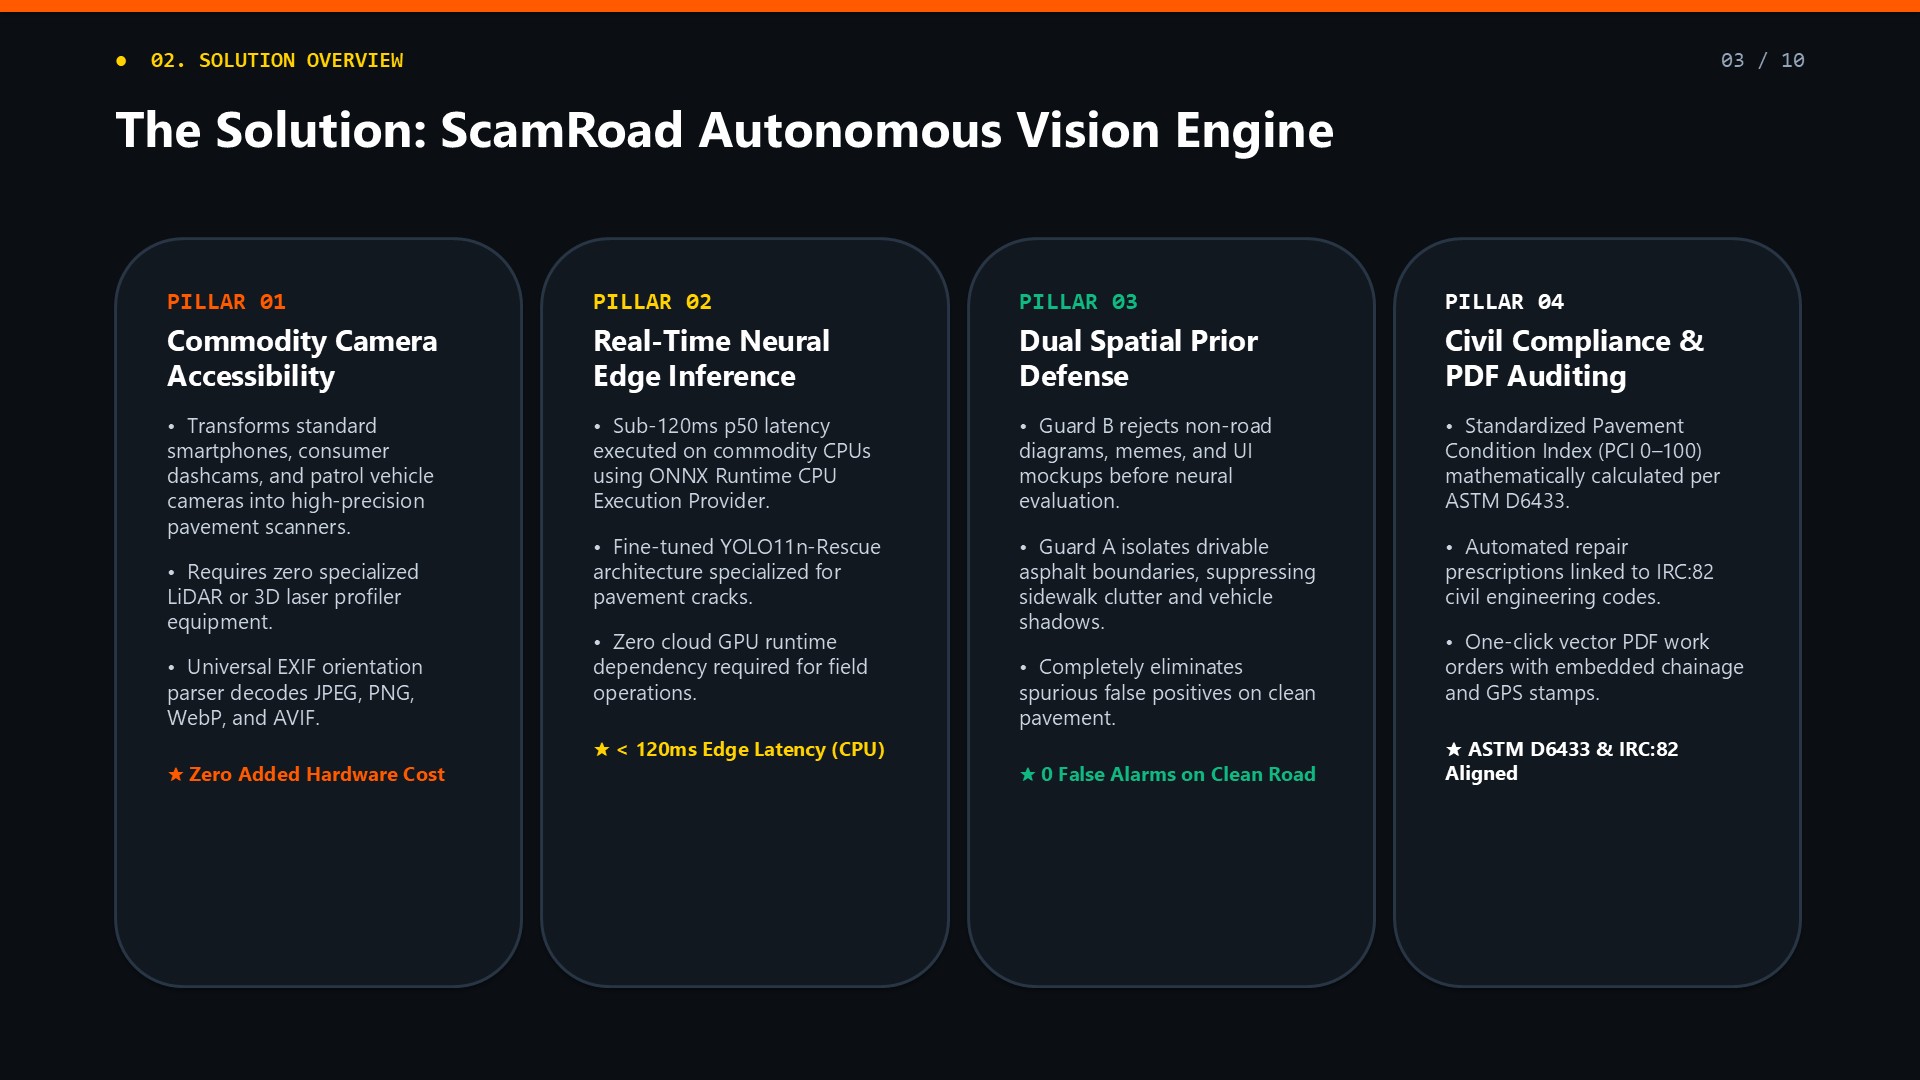 ● 02. SOLUTION OVERVIEW
03 / 10
The Solution: ScamRoad Autonomous Vision Engine
PILLAR 01
Commodity Camera
Accessibility
• Transforms standard
smartphones, consumer
dashcams, and patrol vehicle
cameras into high-precision
pavement scanners.
• Requires zero specialized
LiDAR or 3D laser profiler
equipment.
• Universal EXIF orientation
parser decodes JPEG, PNG,
WebP, and AVIF.
★ Zero Added Hardware Cost
PILLAR 02
Real-Time Neural
Edge Inference
• Sub-120ms p50 latency
executed on commodity CPUs
using ONNX Runtime CPU
Execution Provider.
• Fine-tuned YOLO11n-Rescue
architecture specialized for
pavement cracks.
• Zero cloud GPU runtime
dependency required for field
operations.
★ < 120ms Edge Latency (CPU)
PILLAR 03
Dual Spatial Prior
Defense
• Guard B rejects non-road
diagrams, memes, and UI
mockups before neural
evaluation.
• Guard A isolates drivable
asphalt boundaries, suppressing
sidewalk clutter and vehicle
shadows.
• Completely eliminates
spurious false positives on clean
pavement.
★ 0 False Alarms on Clean Road
PILLAR 04
Civil Compliance &
PDF Auditing
• Standardized Pavement
Condition Index (PCI 0–100)
mathematically calculated per
ASTM D6433.
• Automated repair
prescriptions linked to IRC:82
civil engineering codes.
• One-click vector PDF work
orders with embedded chainage
and GPS stamps.
★ ASTM D6433 & IRC:82
Aligned